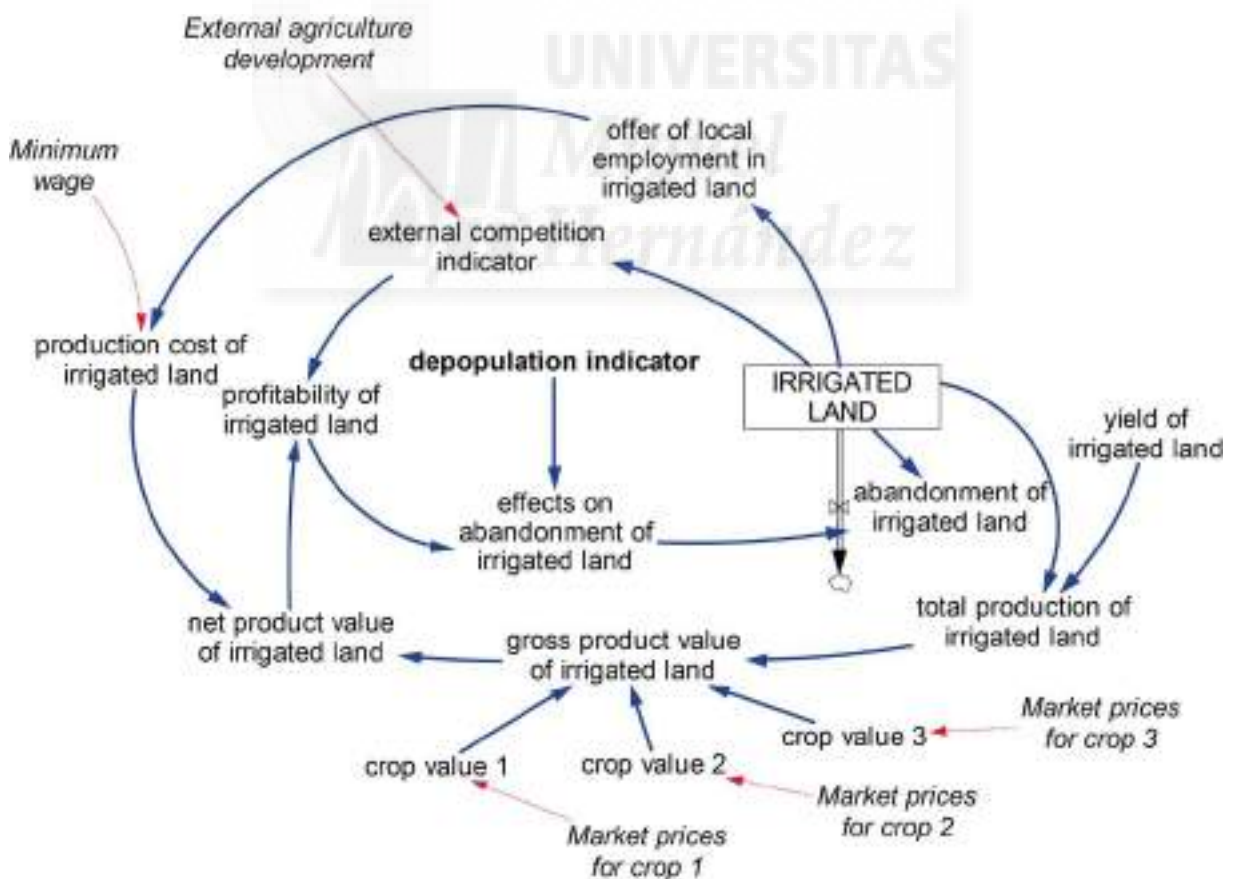 External agriculture
development
UNIVERSITAS
Miguel
Hernández
offer of local
employment in
irrigated land
Minimum
wage
external competition
indicator
production cost of
irrigated land
depopulation indicator
profitability of
irrigated land
IRRIGATED
LAND
yield of
irrigated land
effects on
abandonment of
irrigated land
abandonment of
irrigated land
net product value
of irrigated land
gross product value
of irrigated land
total production of
irrigated land
crop value 1
crop value 2
crop value 3
Market prices
for crop 3
Market prices
for crop 2
Market prices
for crop 1